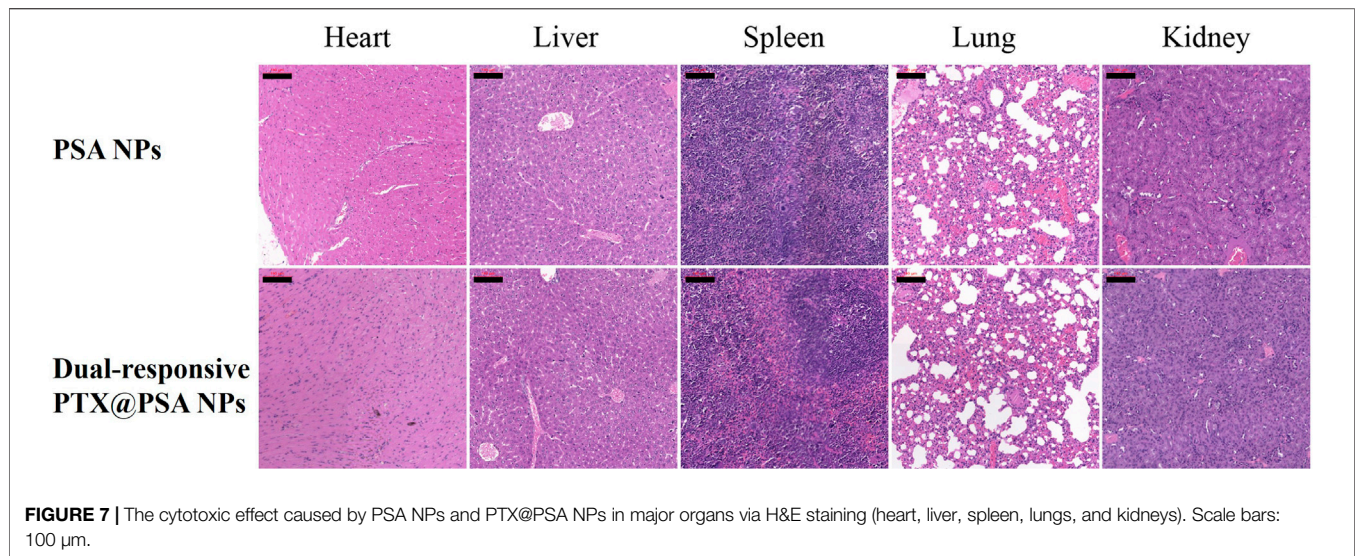 Heart Liver Spleen Lung Kidney
PSA NPs
Dual-responsive
PTX@PSA NPs
FIGURE 7 | The cytotoxic effect caused by PSA NPs and PTX@PSA NPs in major organs via H&E staining (heart, liver, spleen, lungs, and kidneys). Scale bars:
100 µm.